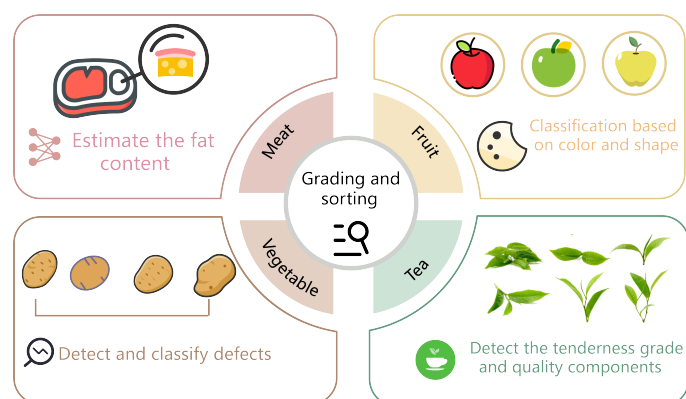 Estimate the fat
content
Meat
Fruit
Classification based
on color and shape
Grading and
sorting
Vegetable
Tea
Detect and classify defects
Detect the tenderness grade
and quality components